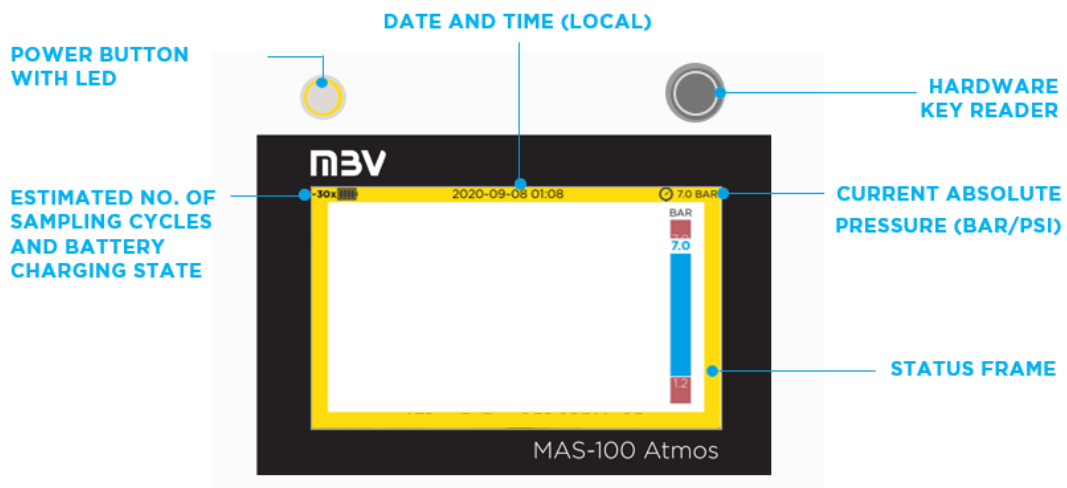 DATE AND TIME (LOCAL)
POWER BUTTON
WITH LED
HARDWARE
KEY READER
MBV
-30x
2020-09-08 01:08
7.0 BAR
ESTIMATED NO. OF
SAMPLING CYCLES
AND BATTERY
CHARGING STATE
CURRENT ABSOLUTE
PRESSURE (BAR/PSI)
BAR
7.0
STATUS FRAME
1.2
MAS-100 Atmos